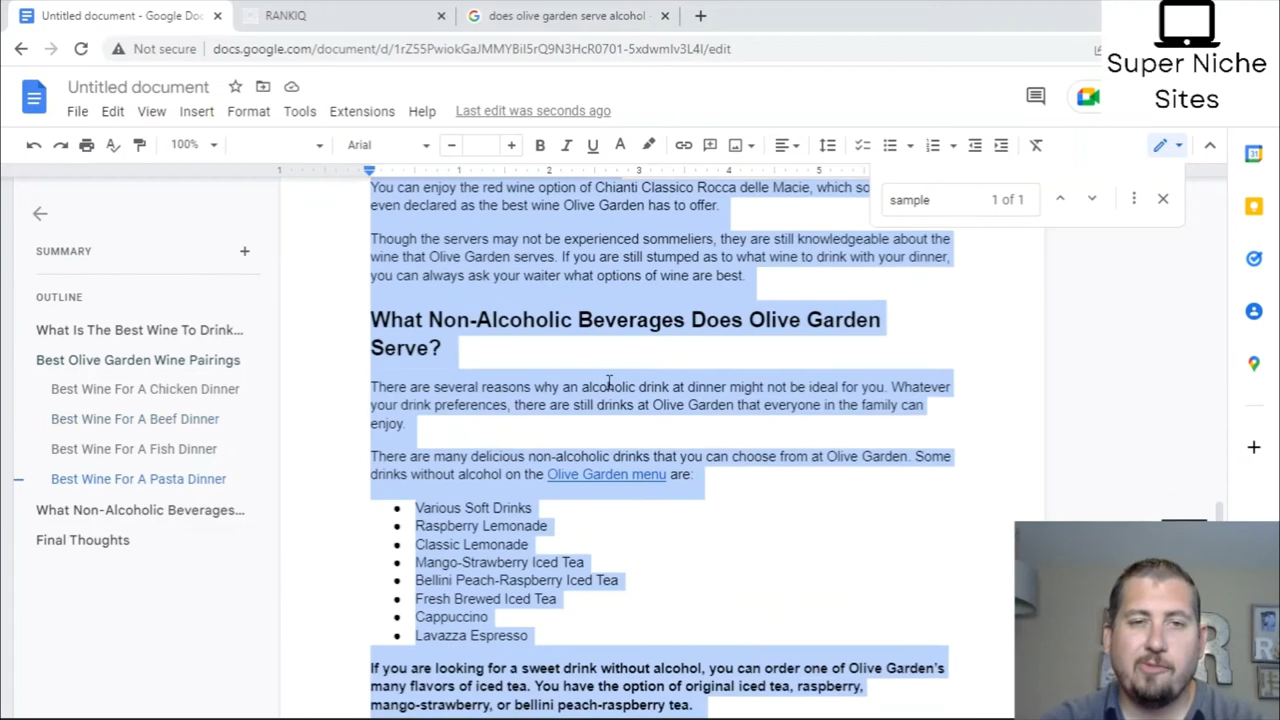 Untitled document - Google Doc
RANKIQ
does olive garden serve alcohol -
Not secure
docs.google.com/document/d/1rZ55PwiokGaJMMYBiI5rQ9N3HcR0701-5xdwmIv3L4I/edit
Super Niche
Sites
Untitled document
File Edit View Insert Format Tools Extensions Help Last edit was seconds ago
100% Arial
1 1 2 3 4 5
sample 1 of 1
You can enjoy the red wine option of Chianti Classico Rocca delle Macie, which so
even declared as the best wine Olive Garden has to offer.
Though the servers may not be experienced sommeliers, they are still knowledgeable about the
wine that Olive Garden serves. If you are still stumped as to what wine to drink with your dinner,
you can always ask your waiter what options of wine are best.
SUMMARY
OUTLINE
What Is The Best Wine To Drink...
Best Olive Garden Wine Pairings
Best Wine For A Chicken Dinner
Best Wine For A Beef Dinner
Best Wine For A Fish Dinner
Best Wine For A Pasta Dinner
What Non-Alcoholic Beverages...
Final Thoughts
What Non-Alcoholic Beverages Does Olive Garden
Serve?
There are several reasons why an alcoholic drink at dinner might not be ideal for you. Whatever
your drink preferences, there are still drinks at Olive Garden that everyone in the family can
enjoy.
There are many delicious non-alcoholic drinks that you can choose from at Olive Garden. Some
drinks without alcohol on the Olive Garden menu are:
● Various Soft Drinks
● Raspberry Lemonade
● Classic Lemonade
● Mango-Strawberry Iced Tea
● Bellini Peach-Raspberry Iced Tea
● Fresh Brewed Iced Tea
● Cappuccino
● Lavazza Espresso
If you are looking for a sweet drink without alcohol, you can order one of Olive Garden's
many flavors of iced tea. You have the option of original iced tea, raspberry,
mango-strawberry, or bellini peach-raspberry tea.